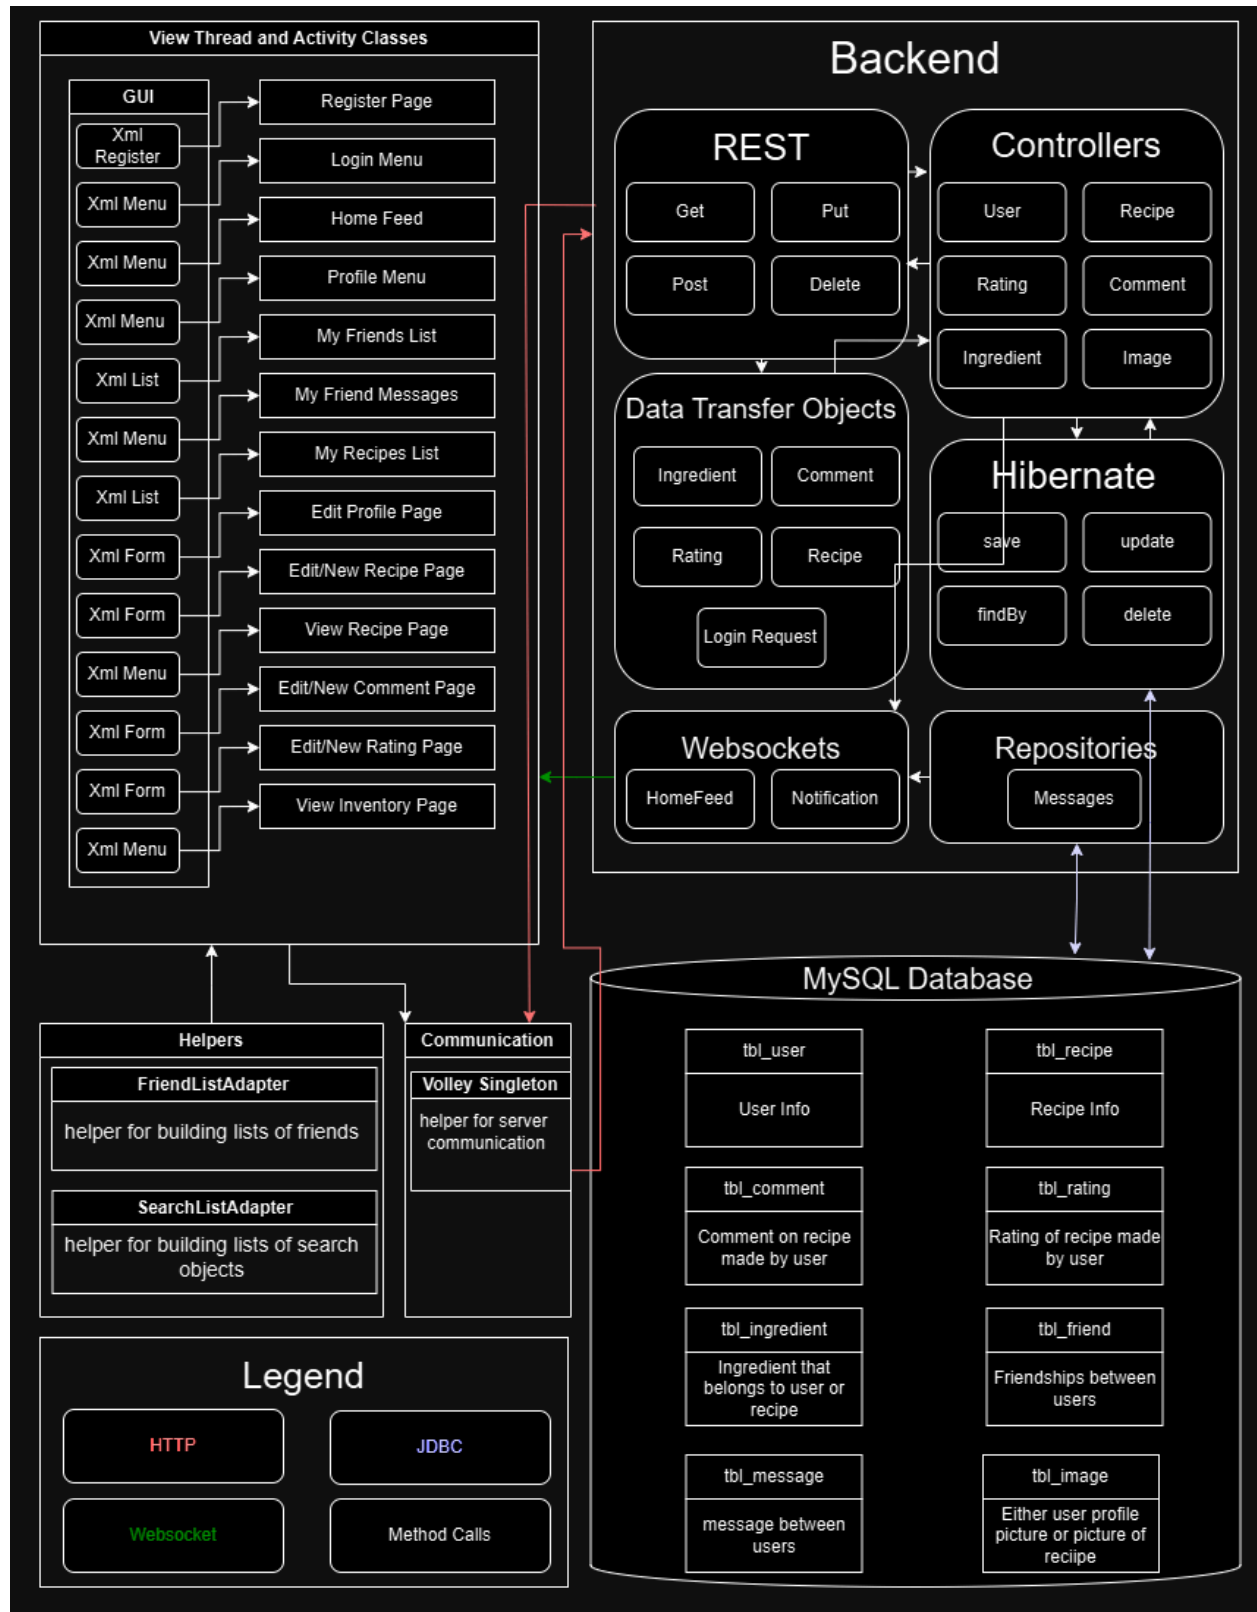 View Thread and Activity Classes
GUI
Xml
Register
Xml Menu
Xml Menu
Xml Menu
Xml List
Xml Menu
Xml List
Xml Form
Xml Form
Xml Menu
Xml Form
Xml Form
Xml Menu
Register Page
Login Menu
Home Feed
Profile Menu
My Friends List
My Friend Messages
My Recipes List
Edit Profile Page
Edit/New Recipe Page
View Recipe Page
Edit/New Comment Page
Edit/New Rating Page
View Inventory Page
Backend
REST
Get
Put
Post
Delete
Controllers
User
Recipe
Rating
Comment
Ingredient
Image
Data Transfer Objects
Ingredient
Comment
Rating
Recipe
Login Request
Hibernate
save
update
findBy
delete
Websockets
HomeFeed
Notification
Repositories
Messages
Helpers
FriendListAdapter
helper for building lists of friends
SearchListAdapter
helper for building lists of search
objects
Communication
Volley Singleton
helper for server
communication
MySQL Database
tbl_user
User Info
tbl_recipe
Recipe Info
tbl_comment
Comment on recipe
made by user
tbl_rating
Rating of recipe made
by user
tbl_ingredient
Ingredient that
belongs to user or
recipe
tbl_friend
Friendships between
users
tbl_message
message between
users
tbl_image
Either user profile
picture or picture of
reciipe
Legend
HTTP
JDBC
Websocket
Method Calls